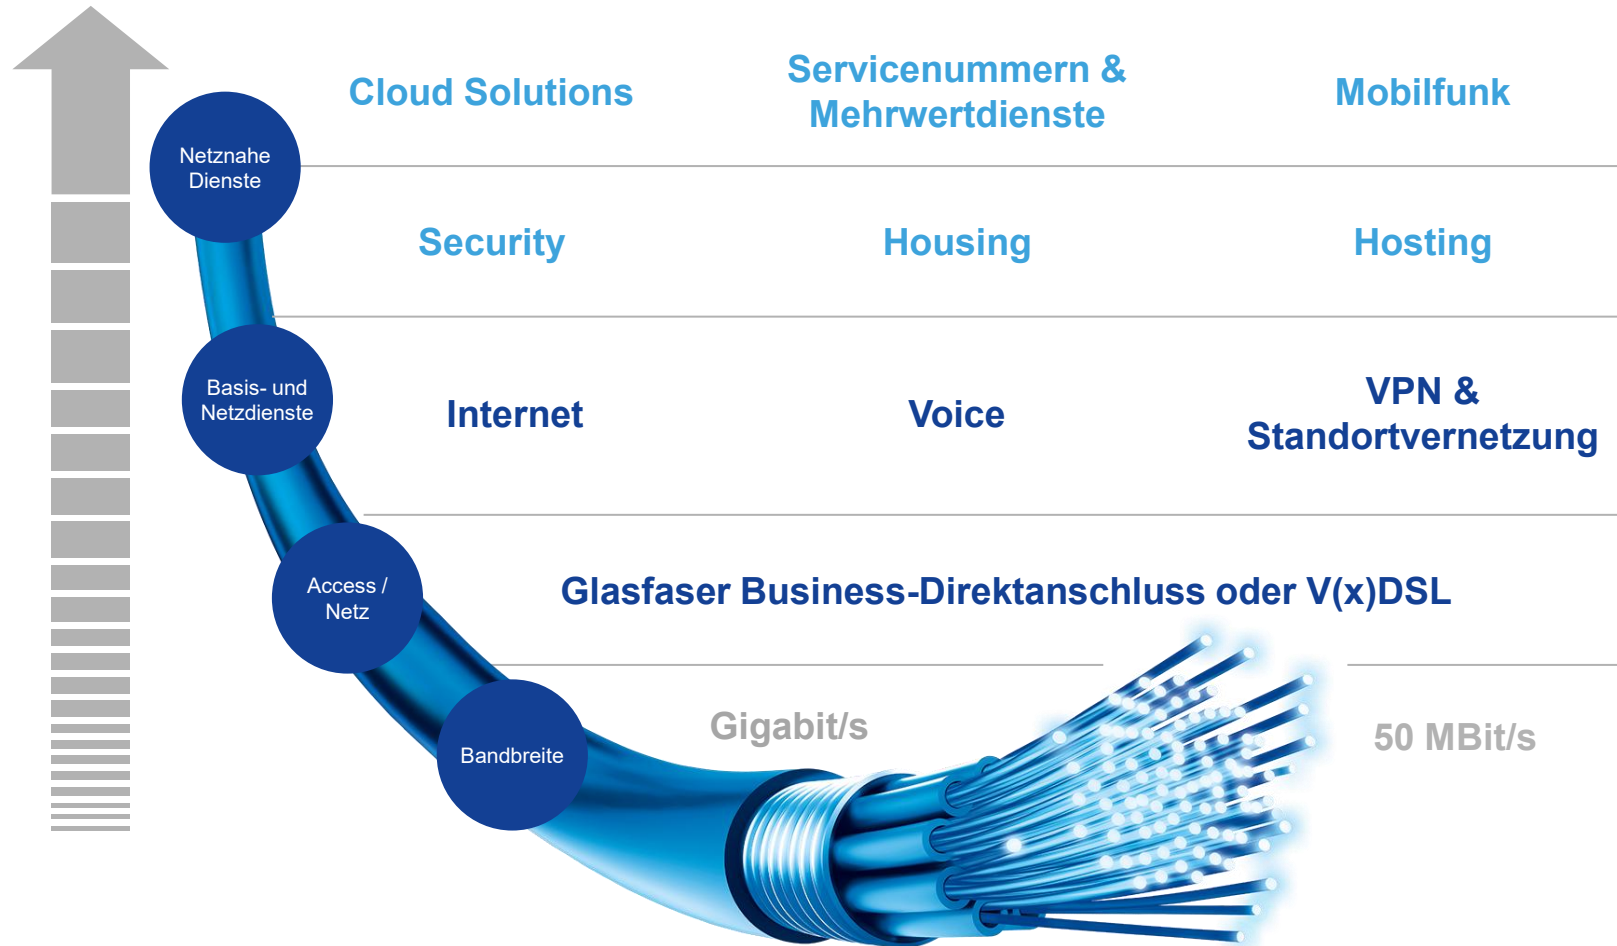 Cloud Solutions
Servicenummern &
Mehrwertdienste
Mobilfunk
Netznahe
Dienste
Security
Housing
Hosting
Basis- und
Netzdienste
Internet
Voice
VPN &
Standortvernetzung
Access /
Netz
Glasfaser Business-Direktanschluss oder V(x)DSL
Bandbreite
Gigabit/s
50 MBit/s